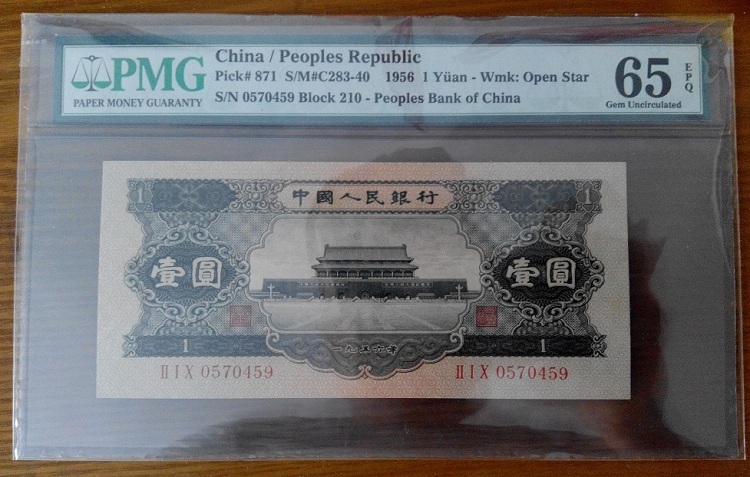 PMG
PAPER MONEY GUARANTY
China / Peoples Republic
Pick# 871 S/M#C283-40 1956 1 Yüan - Wmk: Open Star
S/N 0570459 Block 210 - Peoples Bank of China
65 EPQ
Gem Uncirculated
1 中國人民銀行 1
壹圓 壹圓
1 1
一九五六年
II I X 0570459 II I X 0570459